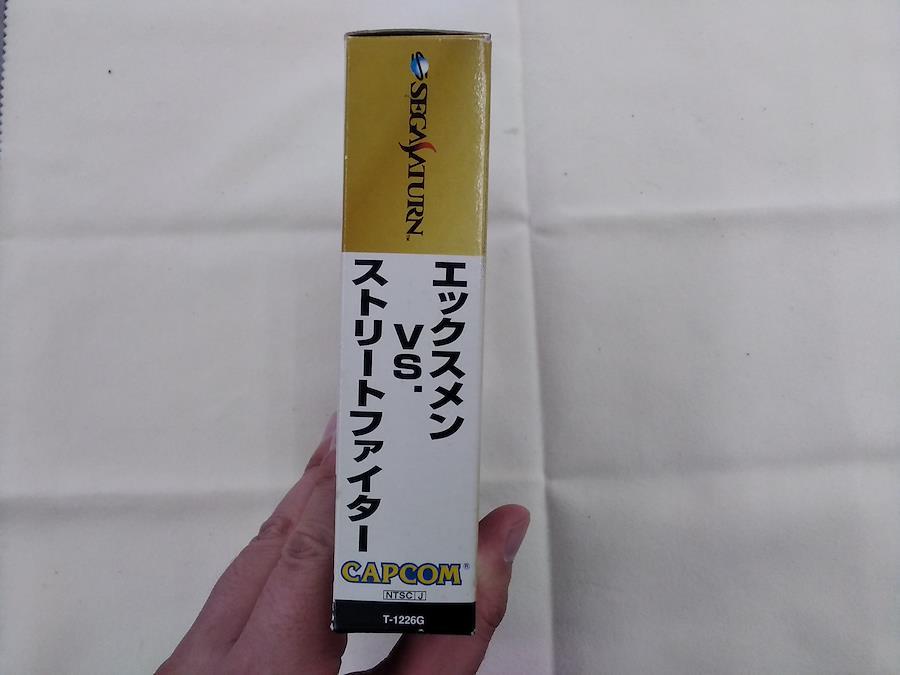 SEGA SATURN™
エックスメン
VS.
ストリートファイター
CAPCOM®
NTSC J
T-1226G